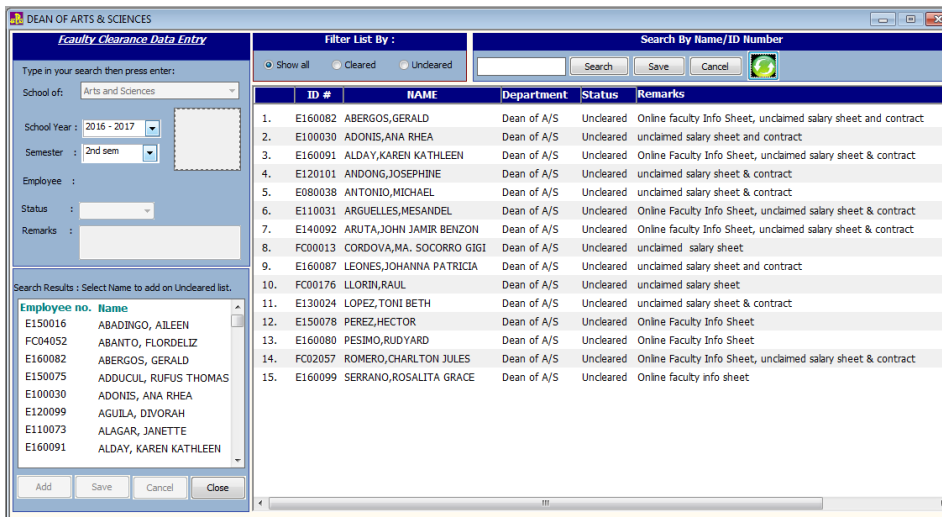 DEAN OF ARTS & SCIENCES
Fcaulty Clearance Data Entry
Type in your search then press enter:
School of: Arts and Sciences
School Year : 2016 - 2017
Semester : 2nd sem
Employee :
Status :
Remarks :
Search Results : Select Name to add on Uncleared list.
Employee no. Name
E150016 ABADINGO, AILEEN
FC04052 ABANTO, FLORDELIZ
E160082 ABERGOS, GERALD
E150075 ADDUCUL, RUFUS THOMAS
E100030 ADONIS, ANA RHEA
E120099 AGUILA, DIVORAH
E110073 ALAGAR, JANETTE
E160091 ALDAY, KAREN KATHLEEN
Add Save Cancel Close
Filter List By :
Show all Cleared Uncleared
Search By Name/ID Number
Search Save Cancel
ID # NAME Department Status Remarks
1. E160082 ABERGOS,GERALD Dean of A/S Uncleared Online faculty Info Sheet, unclaimed salary sheet and contract
2. E100030 ADONIS,ANA RHEA Dean of A/S Uncleared unclaimed salary sheet and contract
3. E160091 ALDAY,KAREN KATHLEEN Dean of A/S Uncleared Online Faculty Info Sheet, unclaimed salary sheet & contract
4. E120101 ANDONG,JOSEPHINE Dean of A/S Uncleared unclaimed salary sheet & contract
5. E080038 ANTONIO,MICHAEL Dean of A/S Uncleared unclaimed salary sheet & contract
6. E110031 ARGUELLES,MESANDEL Dean of A/S Uncleared Online Faculty Info Sheet, unclaimed salary sheet & contract
7. E140092 ARUTA,JOHN JAMIR BENZON Dean of A/S Uncleared Online Faculty Info Sheet, unclaimed salary sheet & contract
8. FC00013 CORDOVA,MA. SOCORRO GIGI Dean of A/S Uncleared unclaimed salary sheet
9. E160087 LEONES,JOHANNA PATRICIA Dean of A/S Uncleared unclaimed salary sheet and contract
10. FC00176 LLORIN,RAUL Dean of A/S Uncleared unclaimed salary sheet
11. E130024 LOPEZ,TONI BETH Dean of A/S Uncleared unclaimed salary sheet & contract
12. E150078 PEREZ,HECTOR Dean of A/S Uncleared Online Faculty Info Sheet
13. E160080 PESIMO,RUDYARD Dean of A/S Uncleared Online Faculty Info Sheet
14. FC02057 ROMERO,CHARLTON JULES Dean of A/S Uncleared Online Faculty Info Sheet, unclaimed salary sheet & contract
15. E160099 SERRANO,ROSALITA GRACE Dean of A/S Uncleared Online faculty info sheet